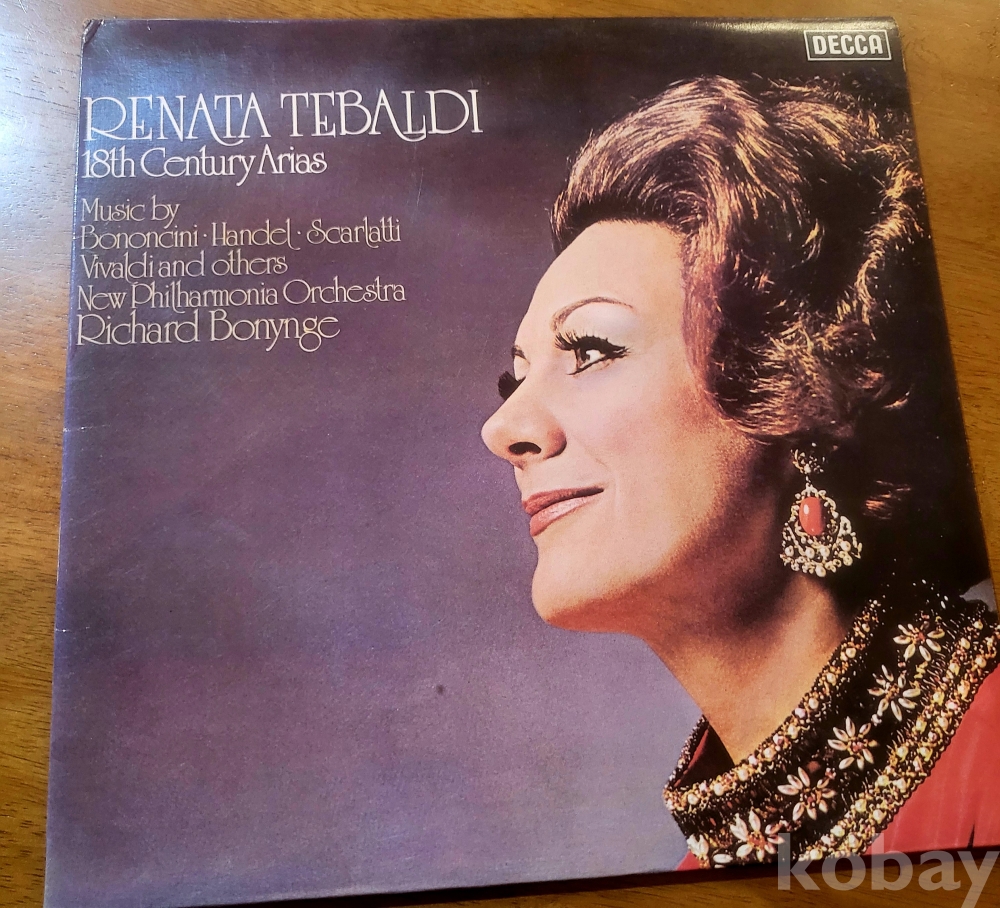 DECCA
RENATA TEBALDI
18th Century Arias
Music by
Bononcini · Handel · Scarlatti
Vivaldi and others
New Philharmonia Orchestra
Richard Bonynge
kobay